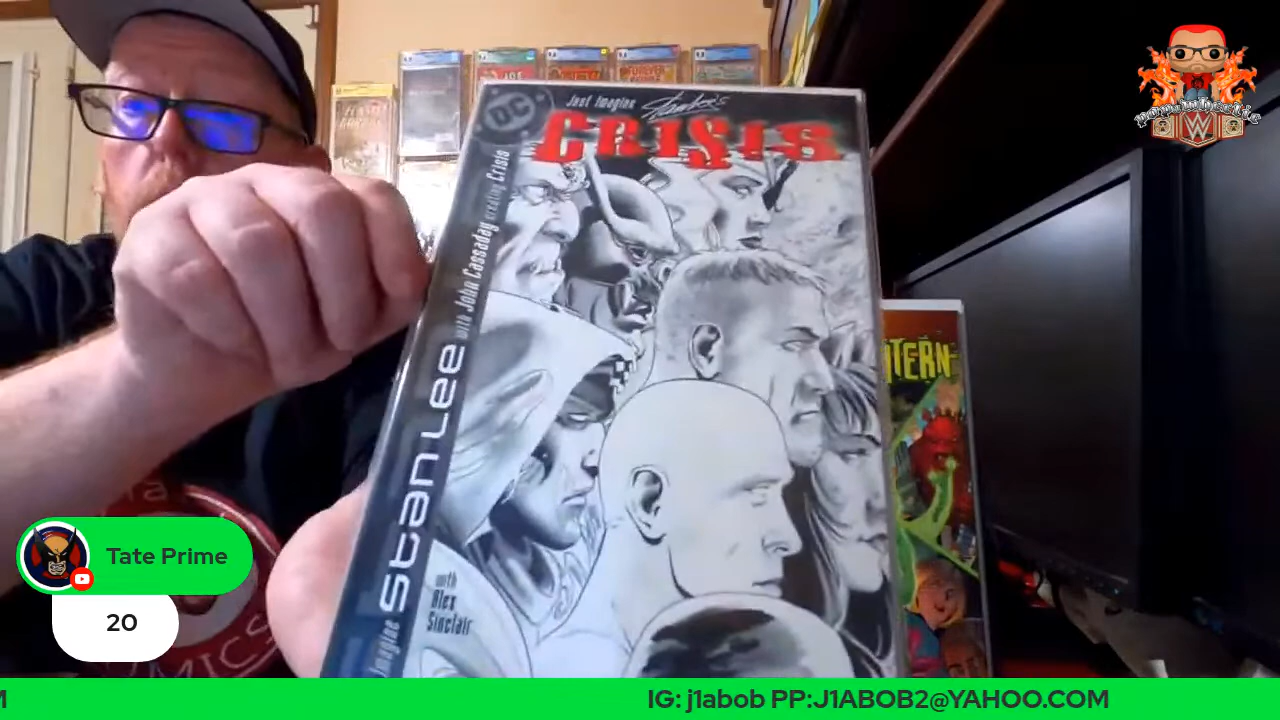 DC
Just Imagine
Stan Lee's
CRISIS
Imagine STAN LEE with John Cassaday creating Crisis
with
Alex
Sinclair
TERN
W
Tate Prime
20
OMICS
M
IG: j1abob PP:J1ABOB2@YAHOO.COM